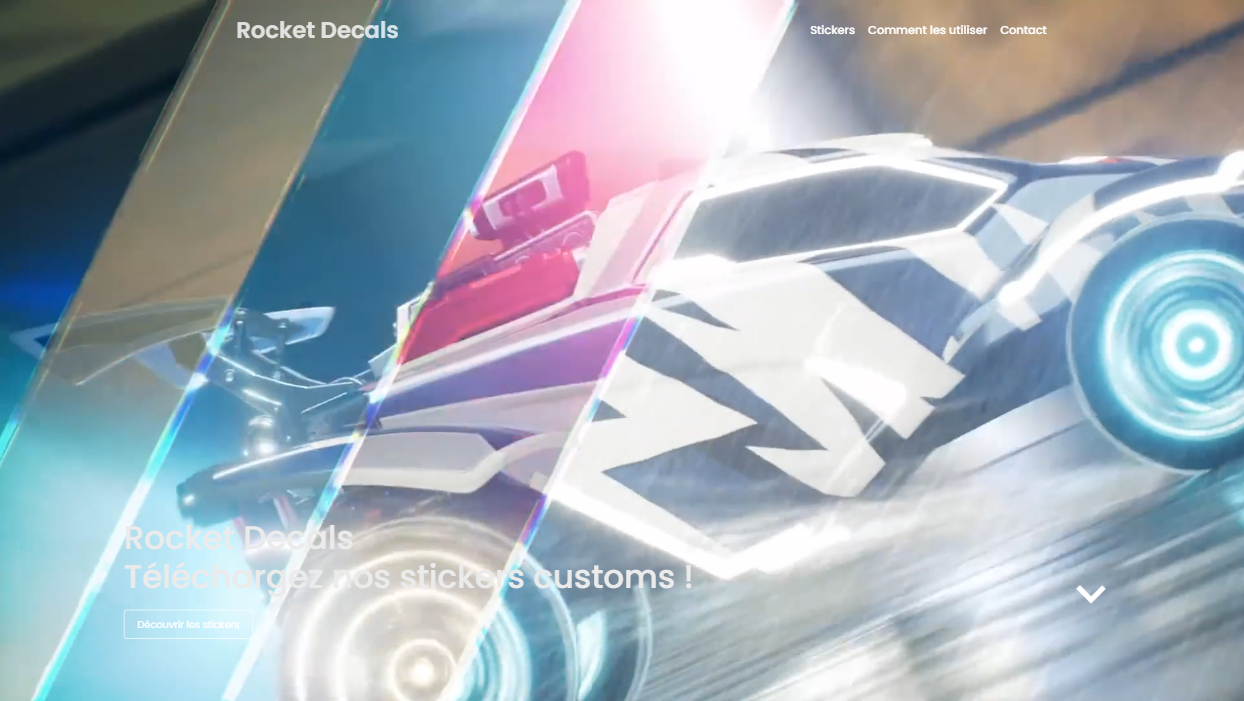 Rocket Decals
Stickers
Comment les utiliser
Contact
Rocket Decals
Téléchargez nos stickers customs !
Découvrir les stickers